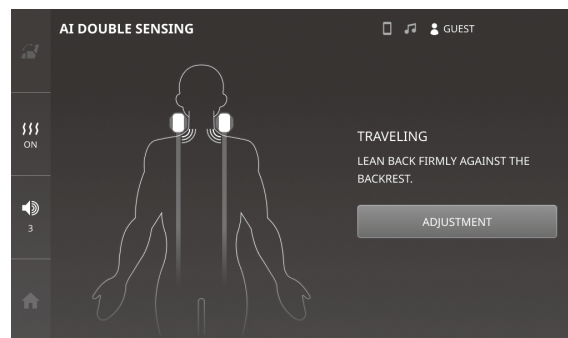 AI DOUBLE SENSING
GUEST
ON
3
TRAVELING
LEAN BACK FIRMLY AGAINST THE
BACKREST.
ADJUSTMENT